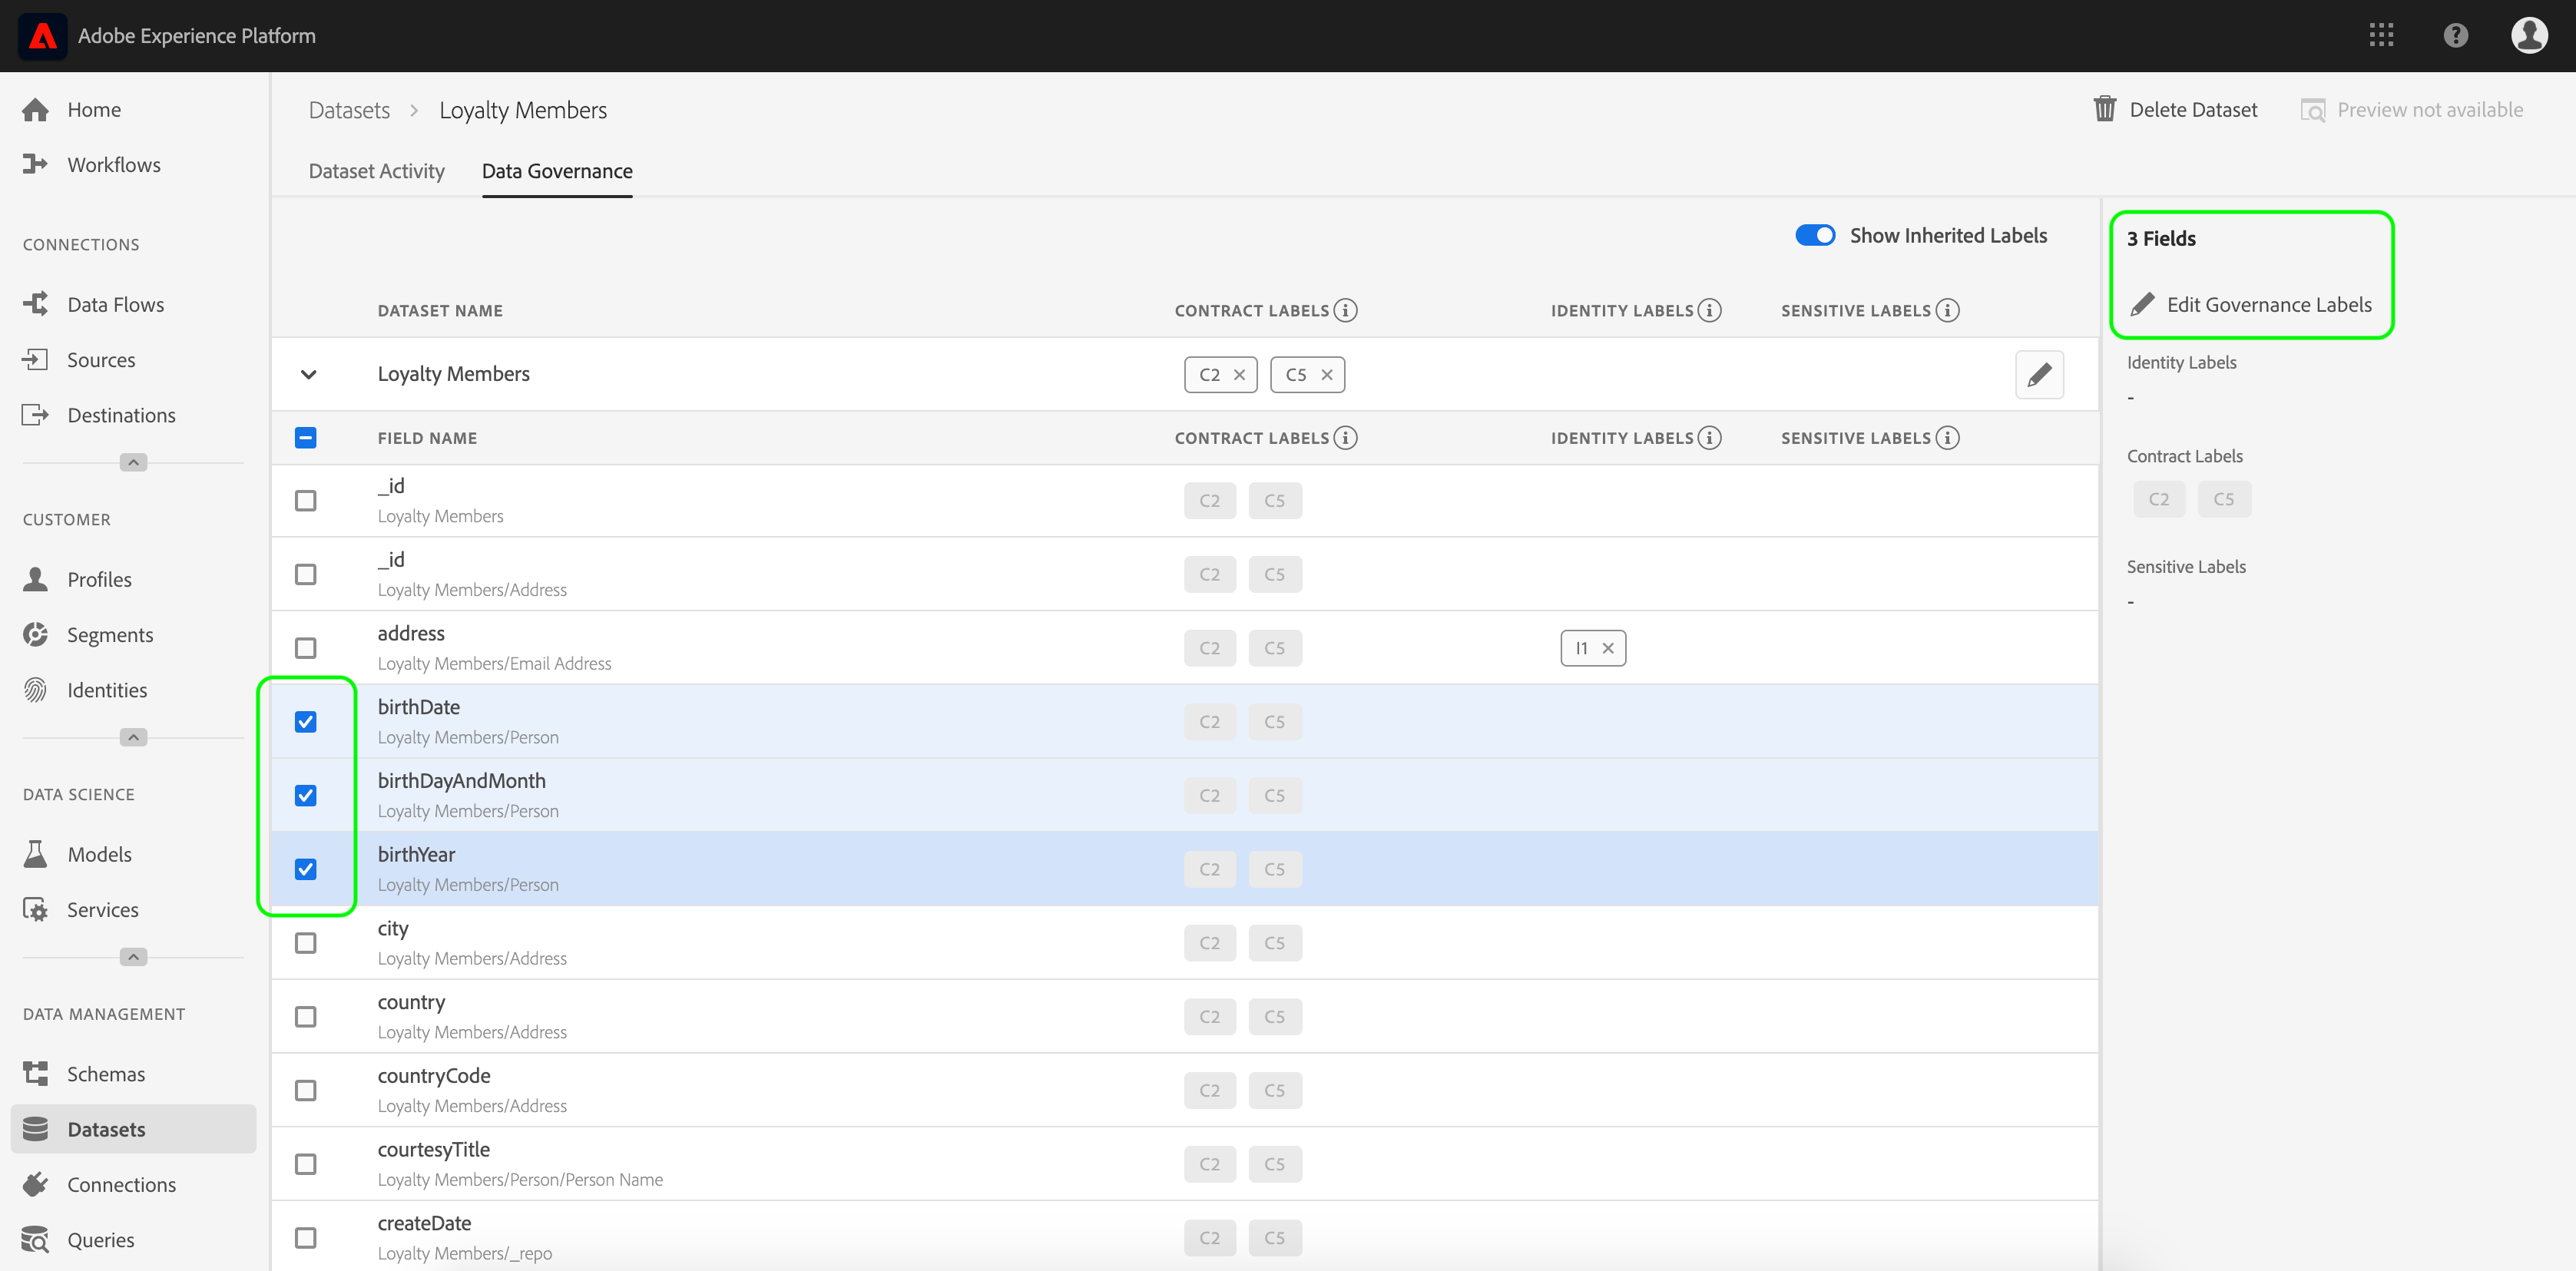 Adobe Experience Platform
?
Home
Workflows
CONNECTIONS
Data Flows
Sources
Destinations
CUSTOMER
Profiles
Segments
Identities
DATA SCIENCE
Models
Services
DATA MANAGEMENT
Schemas
Datasets
Connections
Queries
Datasets > Loyalty Members
Delete Dataset Preview not available
Dataset Activity Data Governance
Show Inherited Labels
DATASET NAME CONTRACT LABELS i IDENTITY LABELS i SENSITIVE LABELS i
Loyalty Members C2 × C5 ×
FIELD NAME CONTRACT LABELS i IDENTITY LABELS i SENSITIVE LABELS i
_id C2 C5
Loyalty Members
_id C2 C5
Loyalty Members/Address
address C2 C5 I1 ×
Loyalty Members/Email Address
birthDate C2 C5
Loyalty Members/Person
birthDayAndMonth C2 C5
Loyalty Members/Person
birthYear C2 C5
Loyalty Members/Person
city C2 C5
Loyalty Members/Address
country C2 C5
Loyalty Members/Address
countryCode C2 C5
Loyalty Members/Address
courtesyTitle C2 C5
Loyalty Members/Person/Person Name
createDate C2 C5
Loyalty Members/_repo
3 Fields
Edit Governance Labels
Identity Labels
-
Contract Labels
C2 C5
Sensitive Labels
-